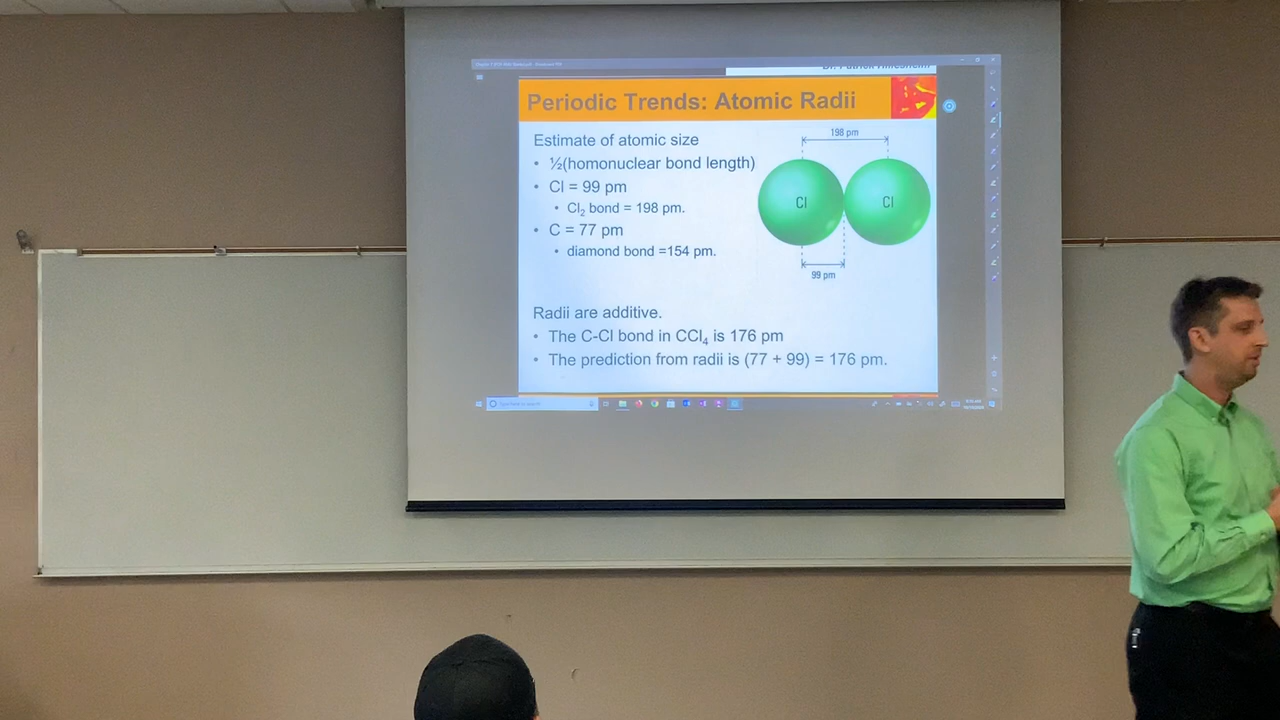 Periodic Trends: Atomic Radii
Estimate of atomic size
• ½(homonuclear bond length)
• Cl = 99 pm
• Cl₂ bond = 198 pm.
• C = 77 pm
• diamond bond =154 pm.
198 pm
Cl
Cl
99 pm
Radii are additive.
• The C-Cl bond in CCl₄ is 176 pm
• The prediction from radii is (77 + 99) = 176 pm.